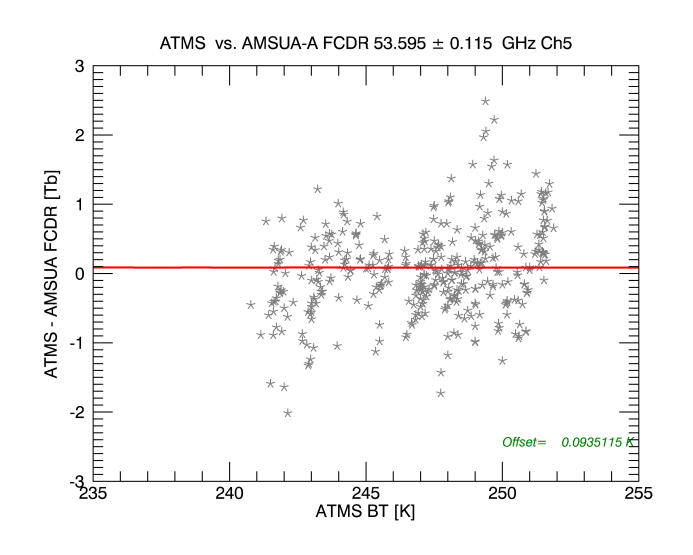 ATMS vs. AMSUA-A FCDR 53.595 ± 0.115 GHz Ch5
3
2
1
0
-1
-2
-3
ATMS - AMSUA FCDR [Tb]
Offset= 0.0935115 K
235 240 245 250 255
ATMS BT [K]